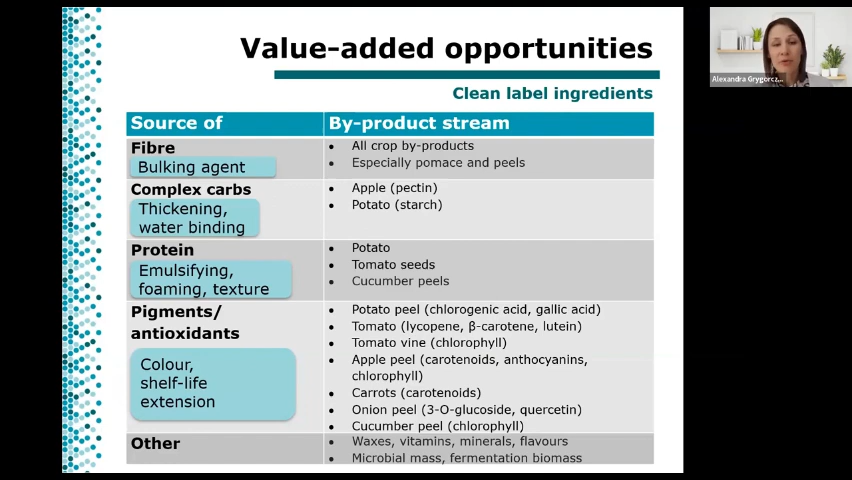 Value-added opportunities
Clean label ingredients
Source of
By-product stream
Fibre
Bulking agent
• All crop by-products
• Especially pomace and peels
Complex carbs
Thickening,
water binding
• Apple (pectin)
• Potato (starch)
Protein
Emulsifying,
foaming, texture
• Potato
• Tomato seeds
• Cucumber peels
Pigments/
antioxidants
Colour,
shelf-life
extension
• Potato peel (chlorogenic acid, gallic acid)
• Tomato (lycopene, β-carotene, lutein)
• Tomato vine (chlorophyll)
• Apple peel (carotenoids, anthocyanins,
chlorophyll)
• Carrots (carotenoids)
• Onion peel (3-O-glucoside, quercetin)
• Cucumber peel (chlorophyll)
Other
• Waxes, vitamins, minerals, flavours
• Microbial mass, fermentation biomass
Alexandra Grygorcz...